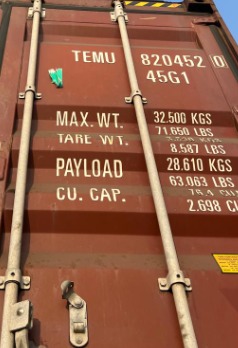 TEMU 820452 0
45G1
MAX. WT. 32.500 KGS
71.650 LBS
TARE WT.
8.587 LBS
PAYLOAD 28.610 KGS
63.063 LBS
CU. CAP.
2.698 CU